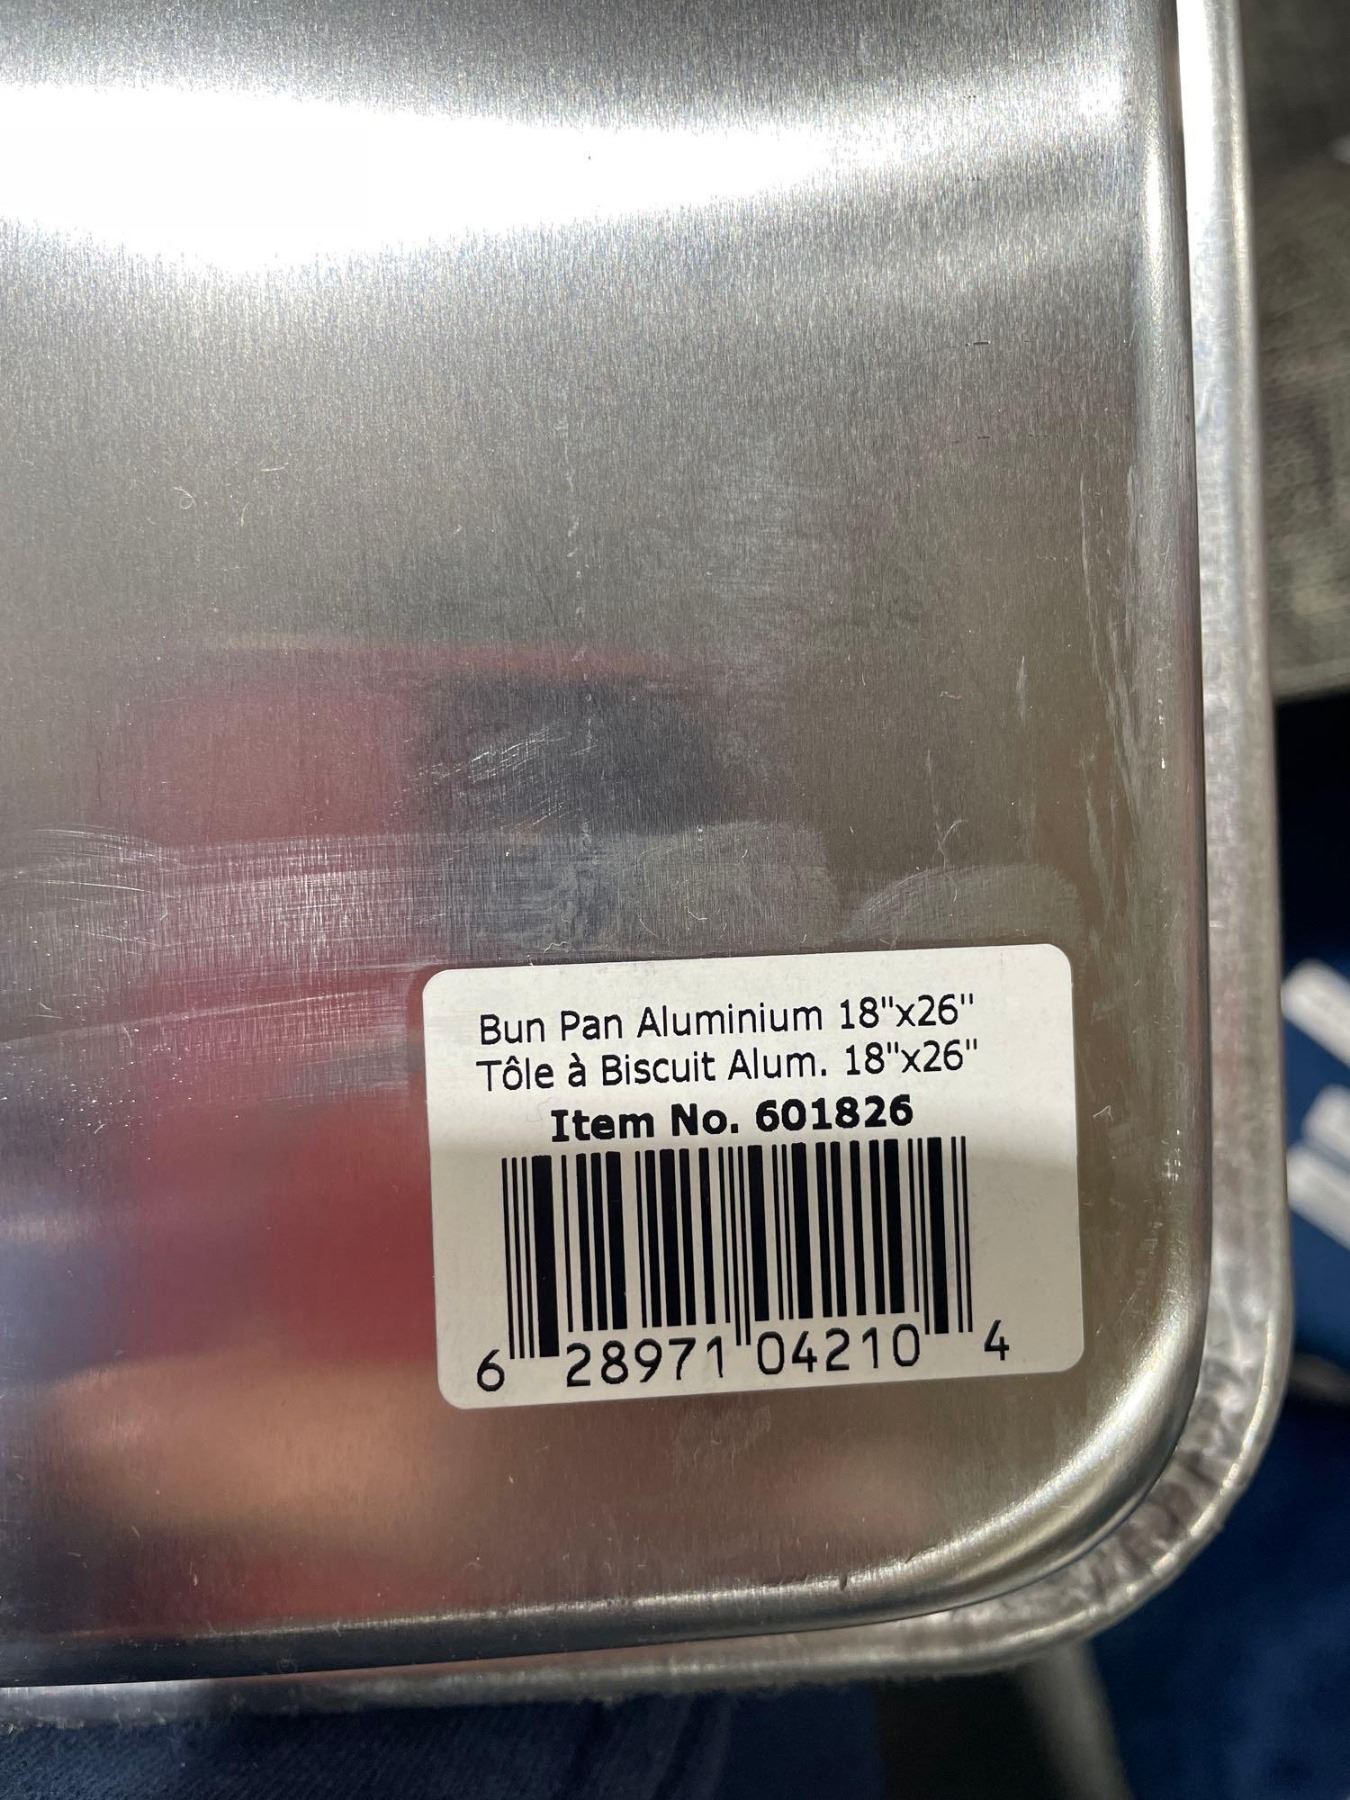 Bun Pan Aluminium 18"x26"
Tôle à Biscuit Alum. 18"x26"
Item No. 601826
6 28971 04210 4